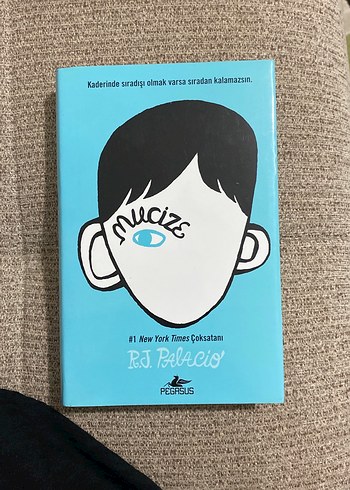 Kaderinde sıradışı olmak varsa sıradan kalamazsın.
mucize
#1 New York Times Çoksatanı
R.J. Palacio
PEGASUS